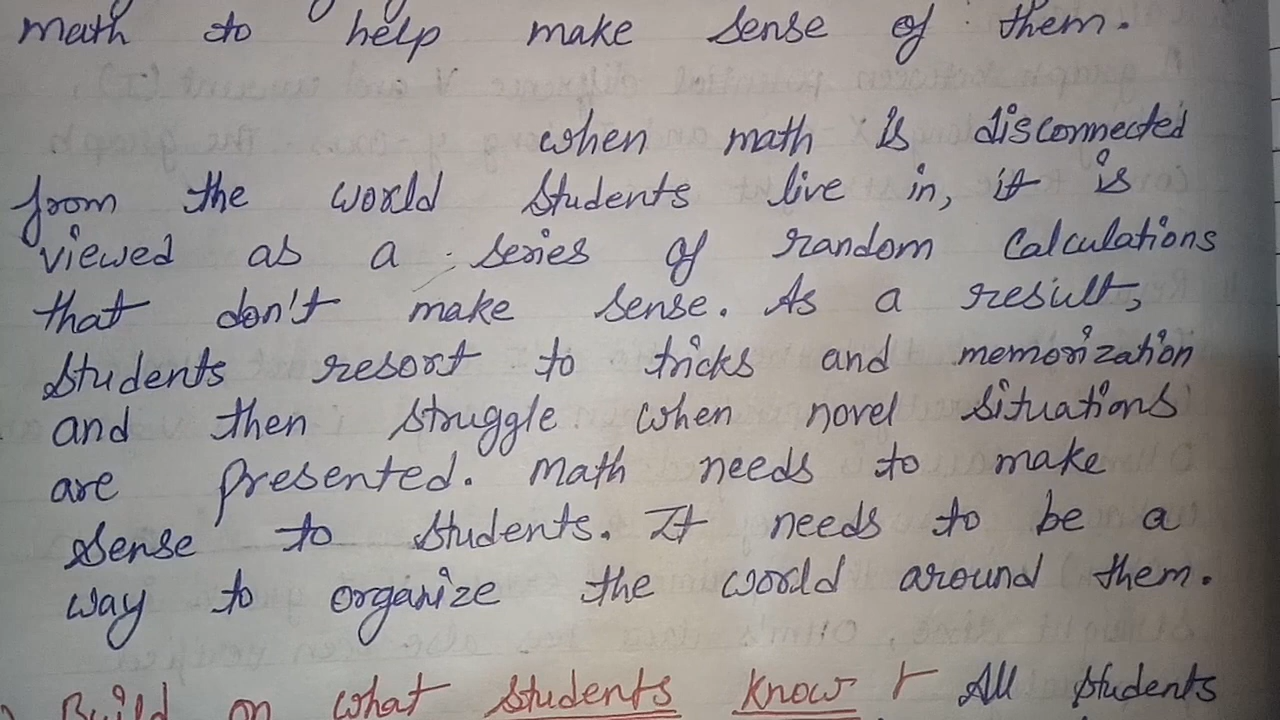 math to help make sense of them.
when math is disconnected
from the world students live in, it is
viewed as a series of random calculations
that don't make sense. As a result,
students resort to tricks and memorization
and then struggle when novel situations
are presented. Math needs to make
sense to students. It needs to be a
way to organize the world around them.
Build on what students know All students